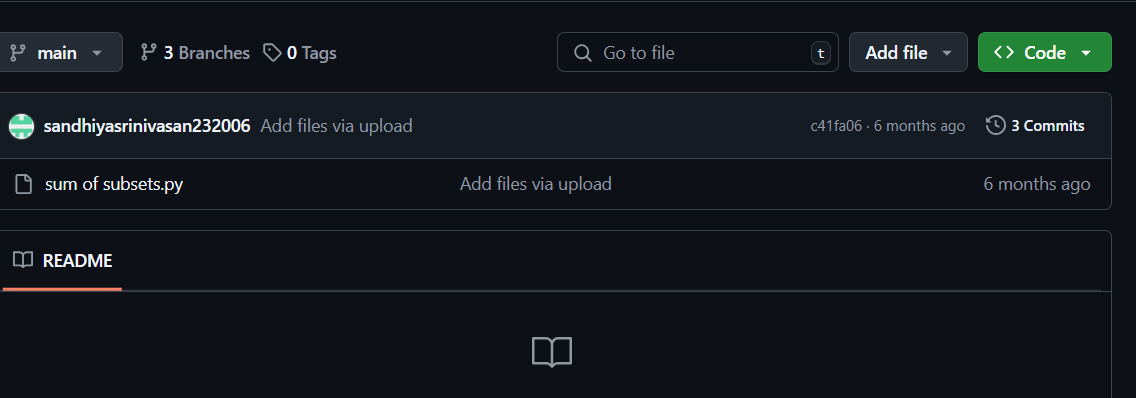 main 3 Branches 0 Tags Go to file t Add file Code
sandhiyasrinivasan232006 Add files via upload c41fa06 · 6 months ago 3 Commits
sum of subsets.py Add files via upload 6 months ago
README